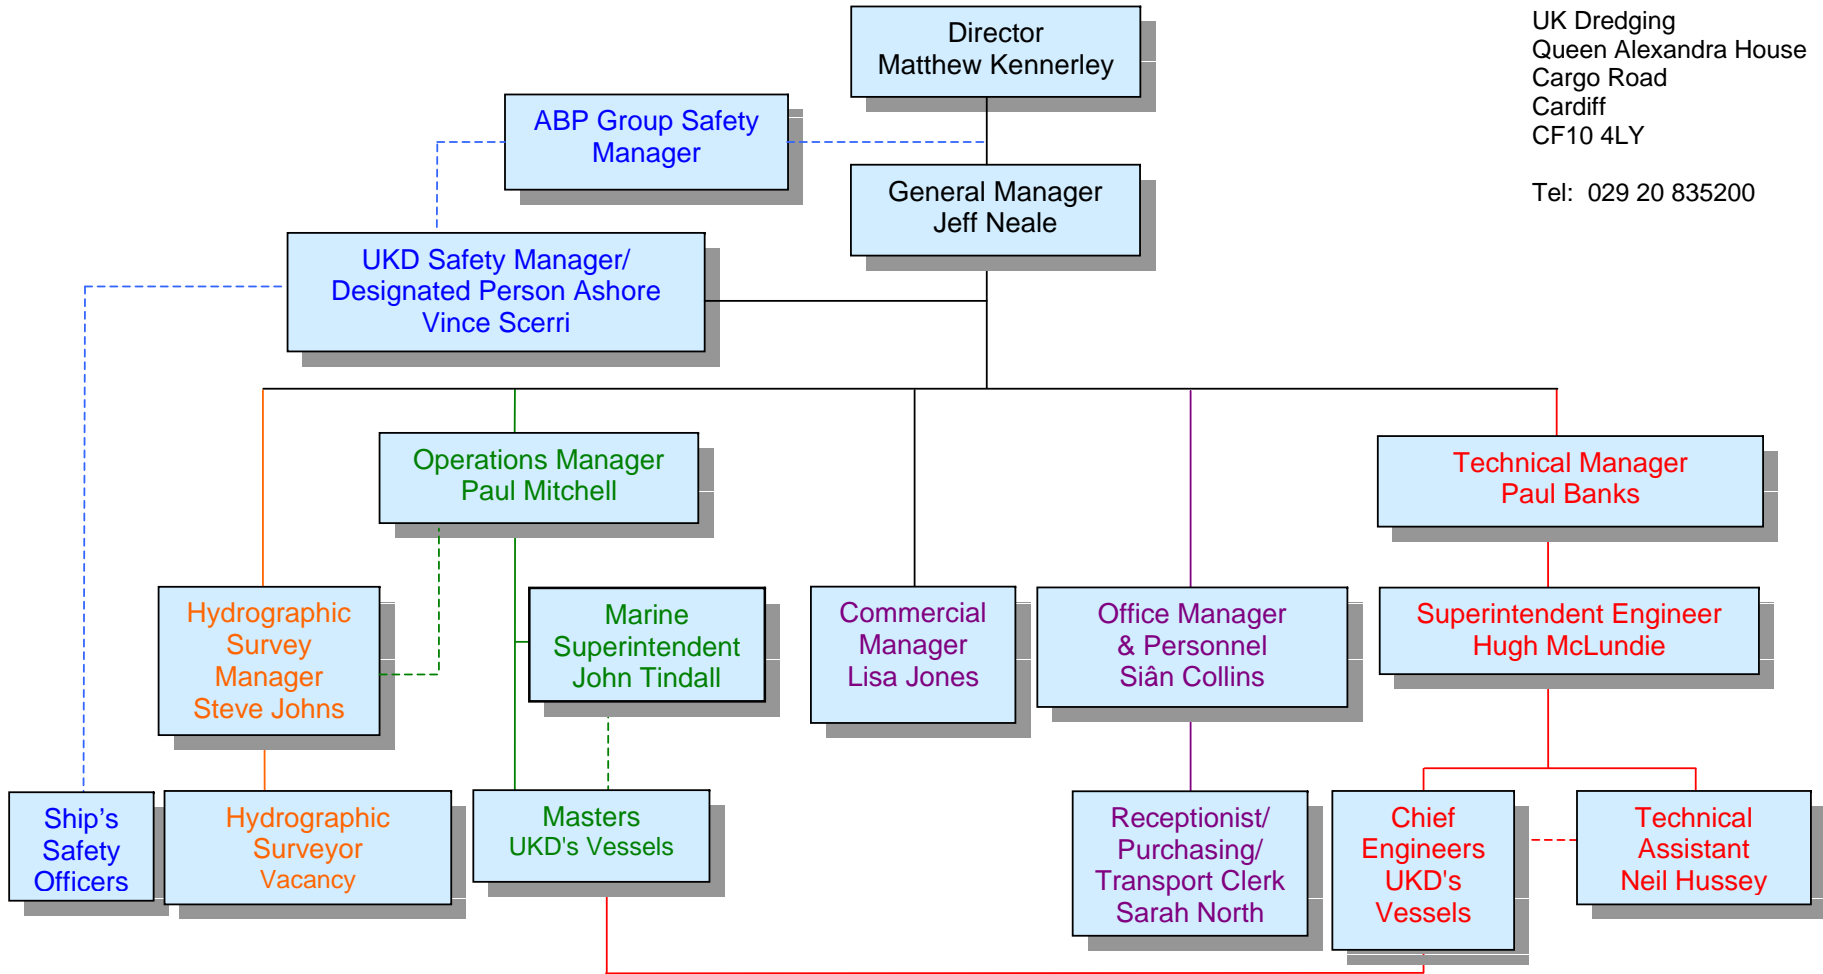 Director
Matthew Kennerley
UK Dredging
Queen Alexandra House
Cargo Road
Cardiff
CF10 4LY
Tel:  029 20 835200
ABP Group Safety
Manager
General Manager
Jeff Neale
UKD Safety Manager/
Designated Person Ashore
Vince Scerri
Operations Manager
Paul Mitchell
Technical Manager
Paul Banks
Hydrographic
Survey
Manager
Steve Johns
Marine
Superintendent
John Tindall
Commercial
Manager
Lisa Jones
Office Manager
& Personnel
Siân Collins
Superintendent Engineer
Hugh McLundie
Ship’s
Safety
Officers
Hydrographic
Surveyor
Vacancy
Masters
UKD's Vessels
Receptionist/
Purchasing/
Transport Clerk
Sarah North
Chief
Engineers
UKD's
Vessels
Technical
Assistant
Neil Hussey